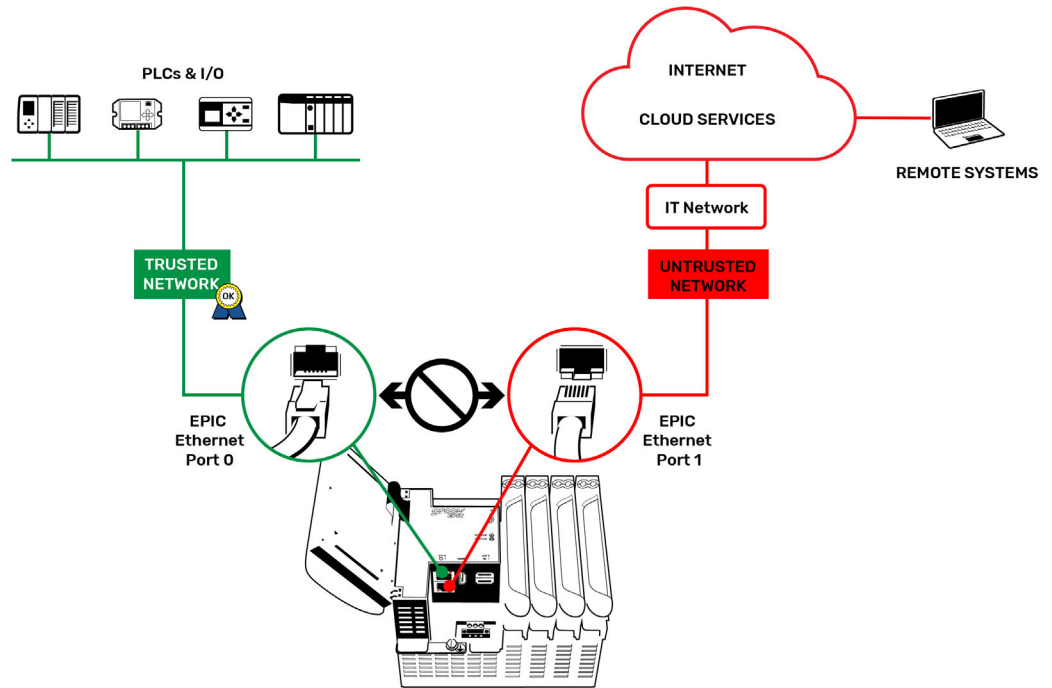 PLCs & I/O
INTERNET
CLOUD SERVICES
REMOTE SYSTEMS
IT Network
TRUSTED
NETWORK
OK
UNTRUSTED
NETWORK
EPIC
Ethernet
Port 0
EPIC
Ethernet
Port 1
EPIC